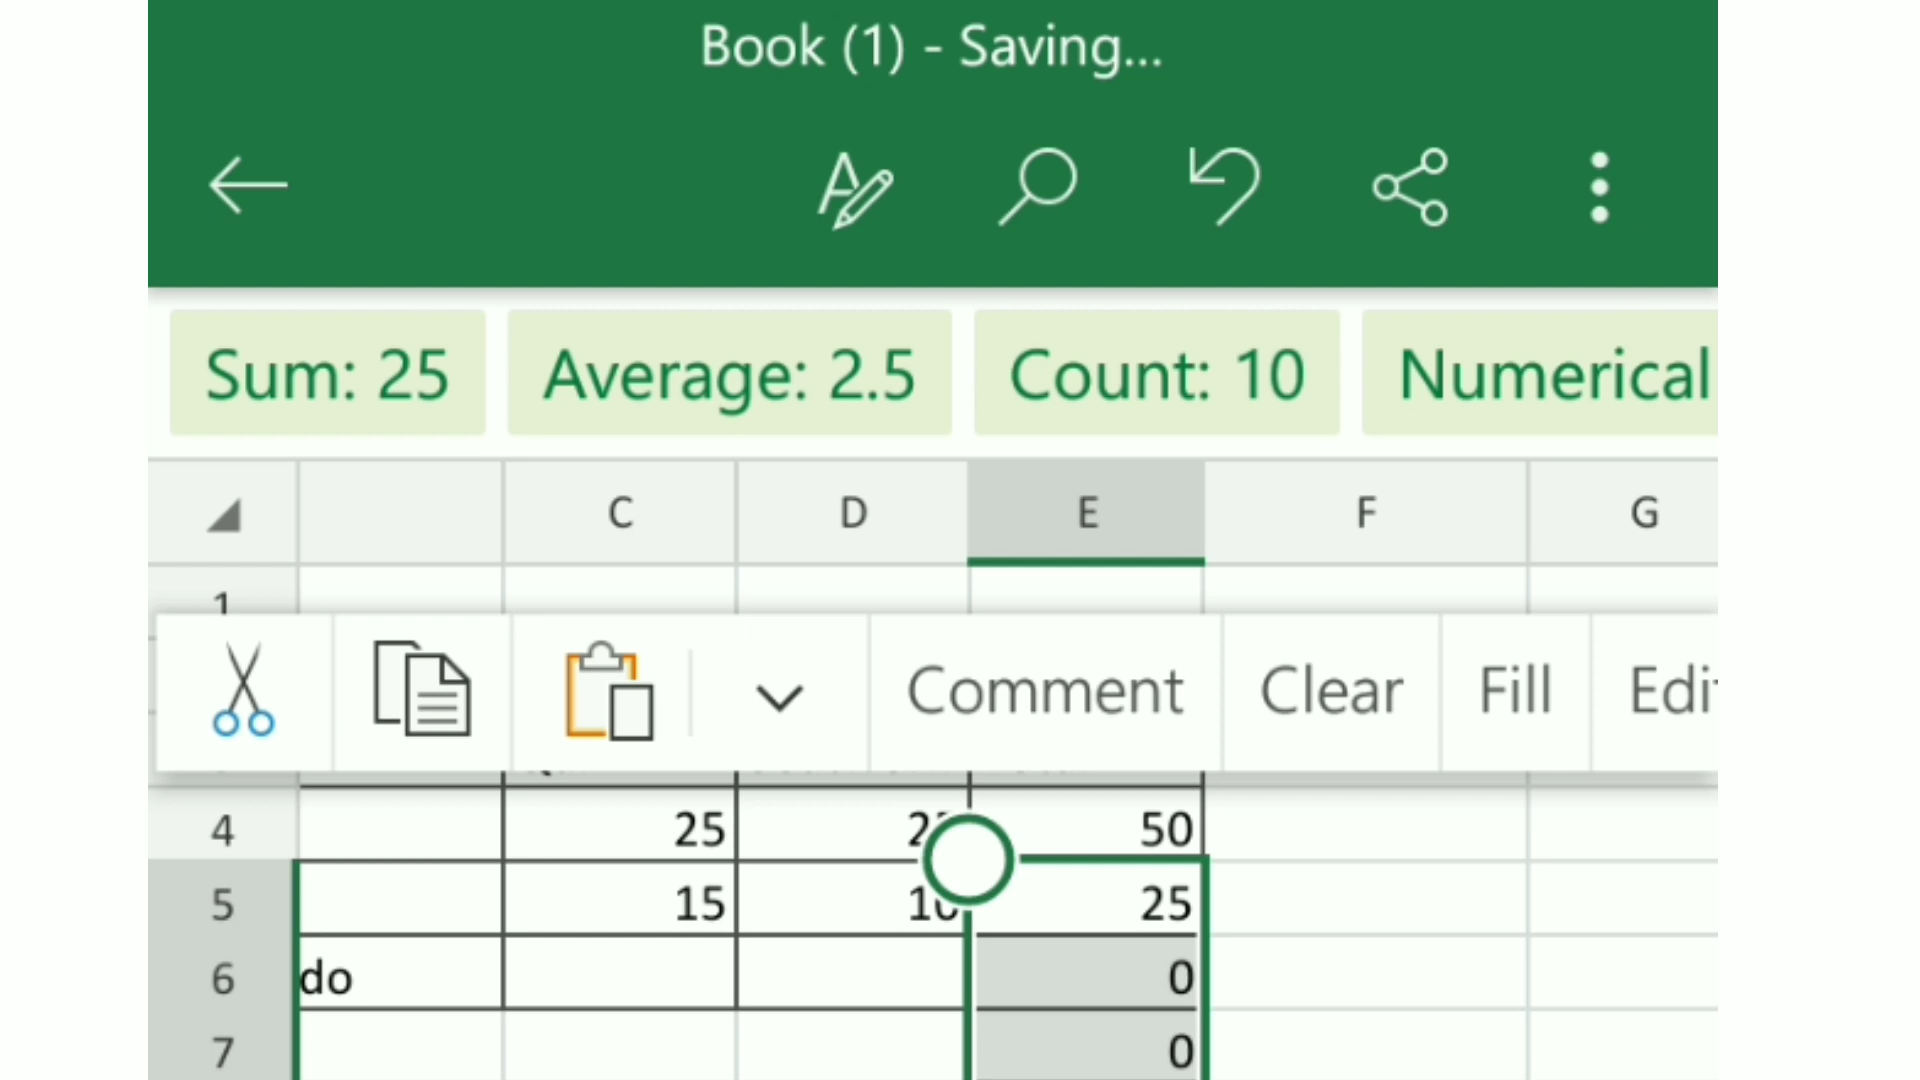 Book (1) - Saving...
Sum: 25 Average: 2.5 Count: 10 Numerical
C D E F G
1
Comment Clear Fill Edi
4 25 50
5 15 25
6 do 0
7 0